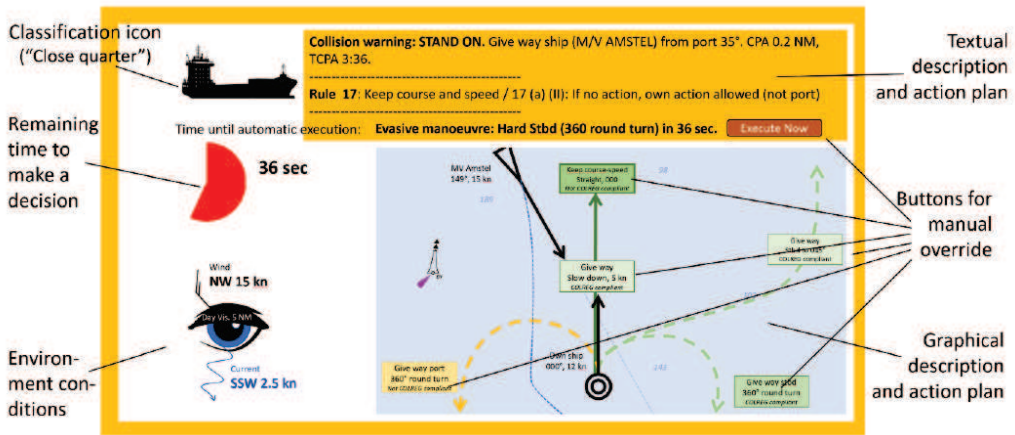 Classification icon
("Close quarter")
Remaining
time to
make a
decision
Environ-
ment con-
ditions
Collision warning: STAND ON. Give way ship (M/V AMSTEL) from port 35°. CPA 0.2 NM,
TCPA 3:36.
---------------------------------------------
Rule 17: Keep course and speed / 17 (a) (II): If no action, own action allowed (not port)
---------------------------------------------
Time until automatic execution: Evasive manoeuvre: Hard Stbd (360 round turn) in 36 sec. Execute Now
36 sec
Wind
NW 15 kn
Day Vis. 5 NM
Current
SSW 2.5 kn
MV Amstel
149°, 15 kn
Keep course-speed
Straight, 000
Not COLREG compliant
Give way
Slow down, 5 kn
COLREG compliant
Give way
COLREG compliant
Own ship
000°, 12 kn
Give way port
360° round turn
Not COLREG compliant
Give way stbd
360° round turn
COLREG compliant
Textual
description
and action plan
Buttons for
manual
override
Graphical
description
and action plan